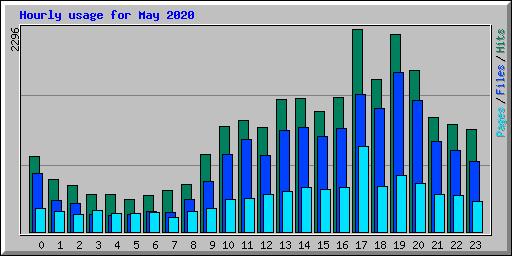 Hourly usage for May 2020
2296
Pages/Files/Hits
0 1 2 3 4 5 6 7 8 9 10 11 12 13 14 15 16 17 18 19 20 21 22 23